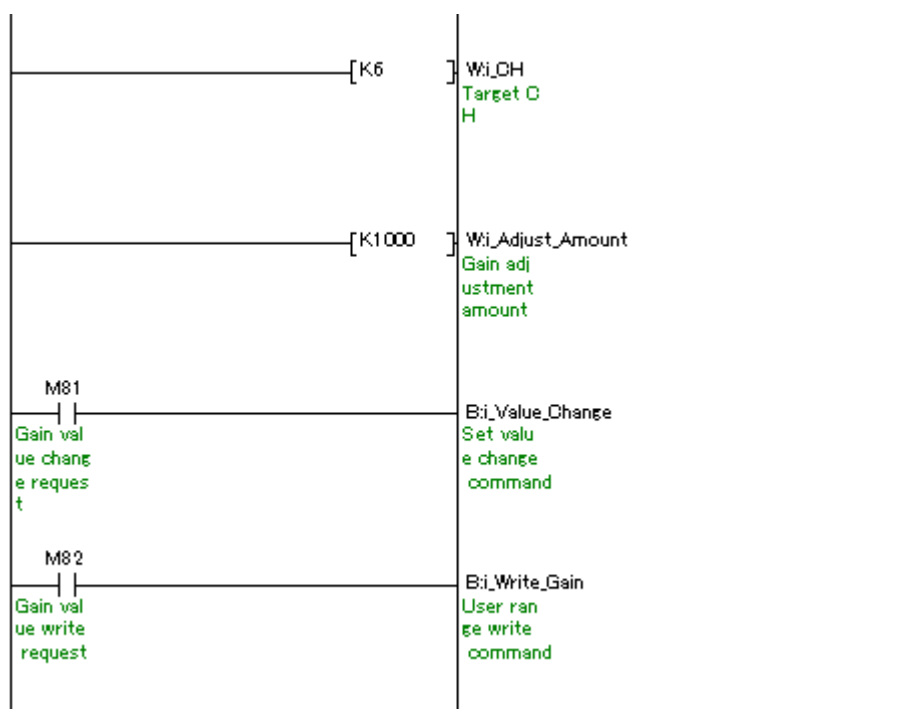 [K6 ] W:i_CH
Target C
H
[K1000 ] W:i_Adjust_Amount
Gain adj
ustment
amount
M81
B:i_Value_Change
Gain val
ue chang
e reques
t
Set valu
e change
command
M82
B:i_Write_Gain
Gain val
ue write
request
User ran
ge write
command